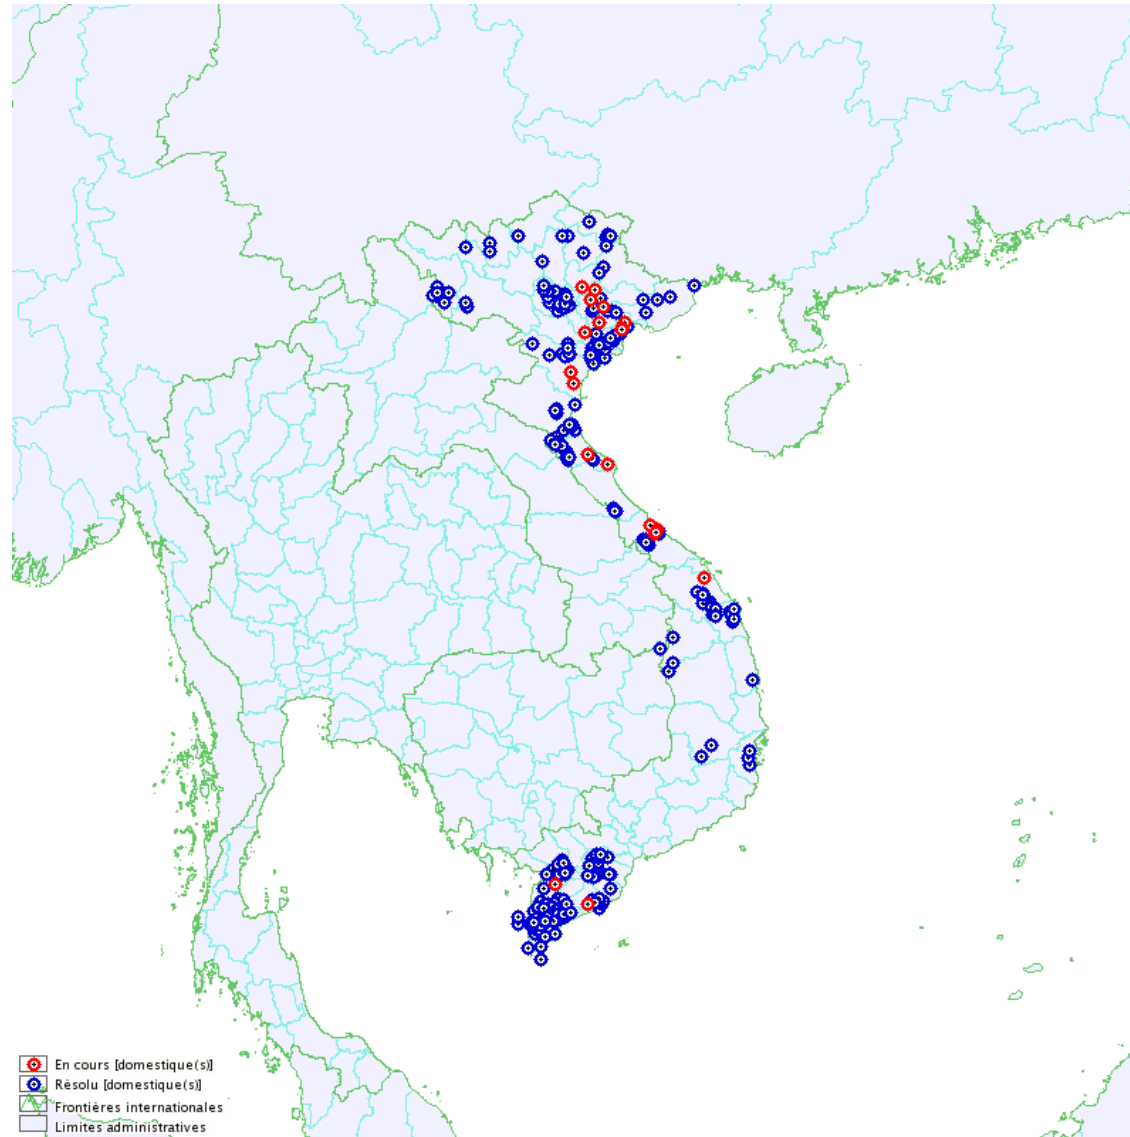 En cours [domestique(s)]
Résolu [domestique(s)]
Frontières internationales
Limites administratives